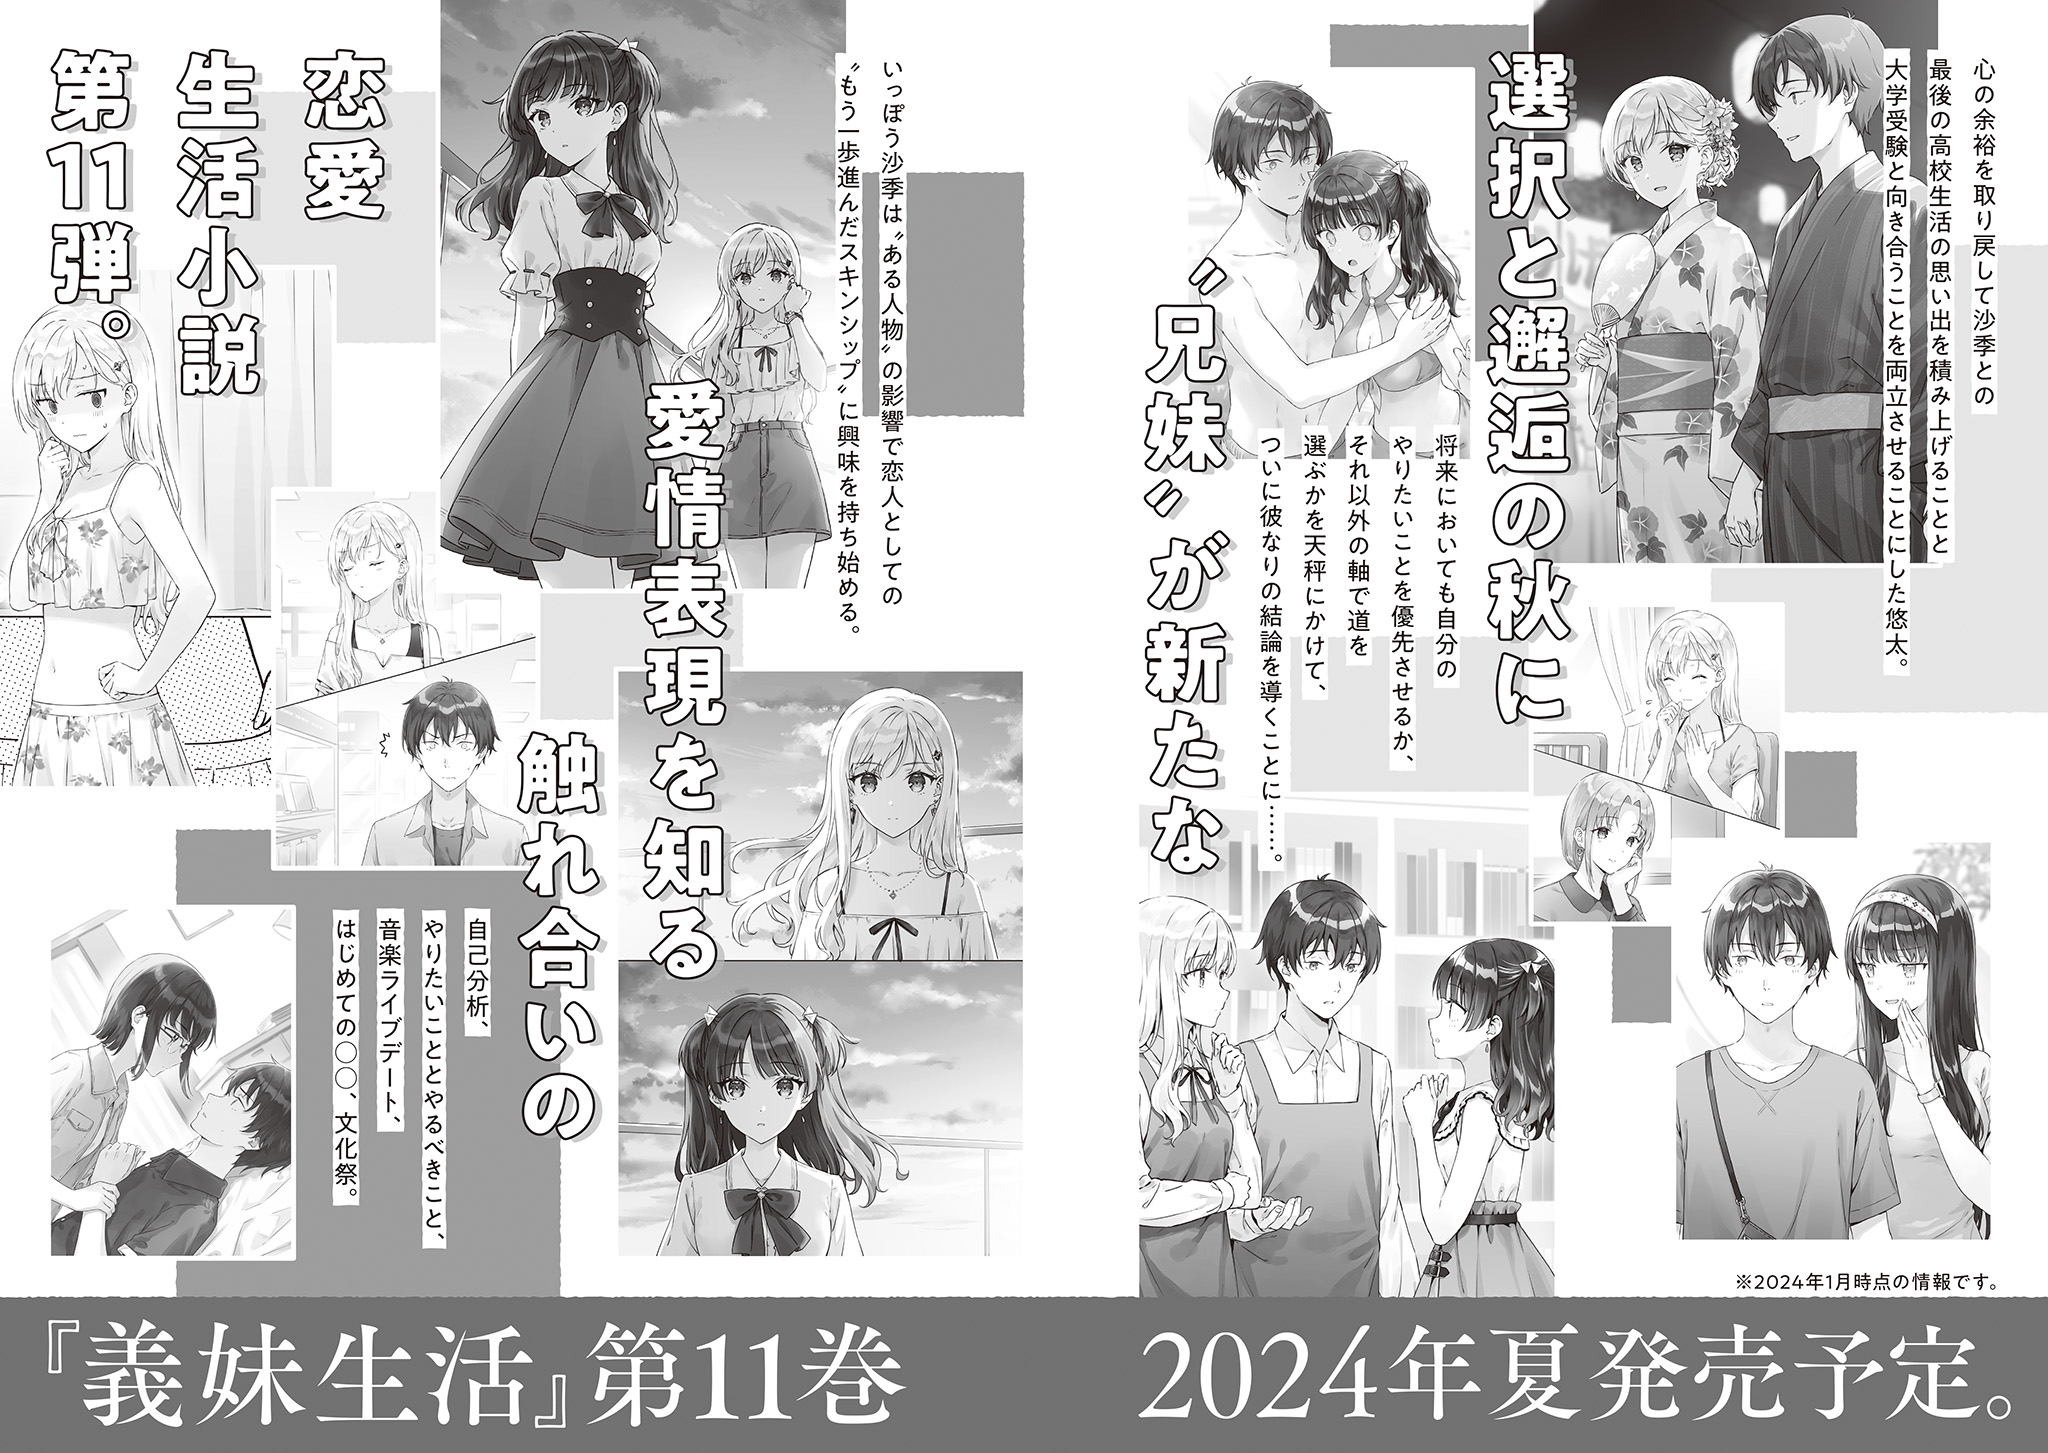 心の余裕を取り戻して沙季との
最後の高校生活の思い出を積み上げることと
大学受験と向き合うことを両立させることにした悠太。
選択と邂逅の秋に
将来においても自分の
やりたいことを優先させるか、
それ以外の軸で道を
選ぶかを天秤にかけて、
ついに彼なりの結論を導くことに……。
〝兄妹〟が新たな
いっぽう沙季は〝ある人物〟の影響で恋人としての
〝もう一歩進んだスキンシップ〟に興味を持ち始める。
愛情表現を知る
触れ合いの
自己分析、
やりたいこととやるべきこと、
音楽ライブデート、
はじめての〇〇、文化祭。
恋愛
生活小説
第11弾。
※2024年1月時点の情報です。
『義妹生活』第11巻
2024年夏発売予定。